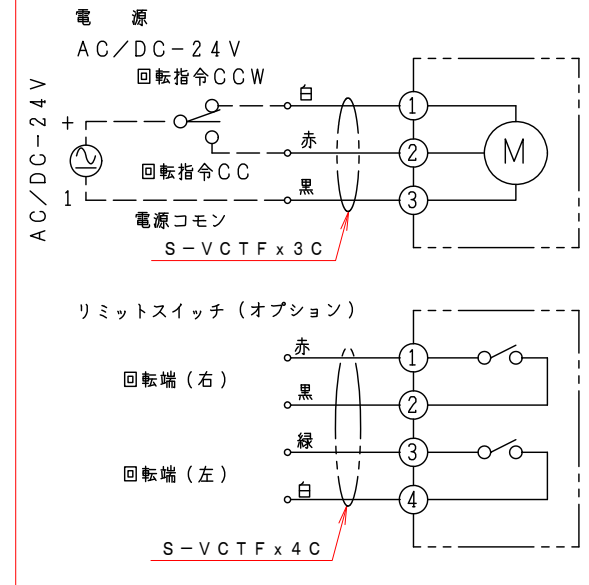 電 源
AC/DC-24V
回転指令CCW
白
1
AC/DC-24V
+
赤
2
M
回転指令CC
黒
1
3
電源コモン
S-VCTFx3C
リミットスイッチ(オプション)
赤
1
回転端(右)
黒
2
緑
3
回転端(左)
白
4
S-VCTFx4C